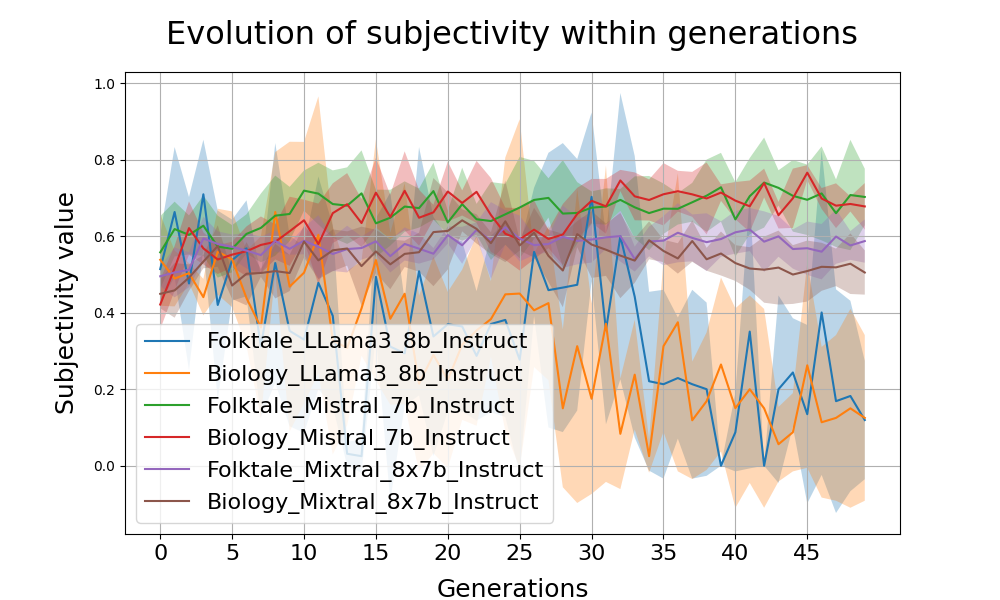 Evolution of subjectivity within generations
Subjectivity value
1.0
0.8
0.6
0.4
0.2
0.0
Folktale_LLama3_8b_Instruct
Biology_LLama3_8b_Instruct
Folktale_Mistral_7b_Instruct
Biology_Mistral_7b_Instruct
Folktale_Mixtral_8x7b_Instruct
Biology_Mixtral_8x7b_Instruct
0 5 10 15 20 25 30 35 40 45
Generations